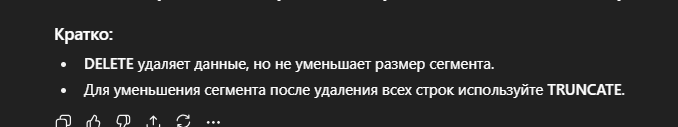 Кратко:
• DELETE удаляет данные, но не уменьшает размер сегмента.
• Для уменьшения сегмента после удаления всех строк используйте TRUNCATE.